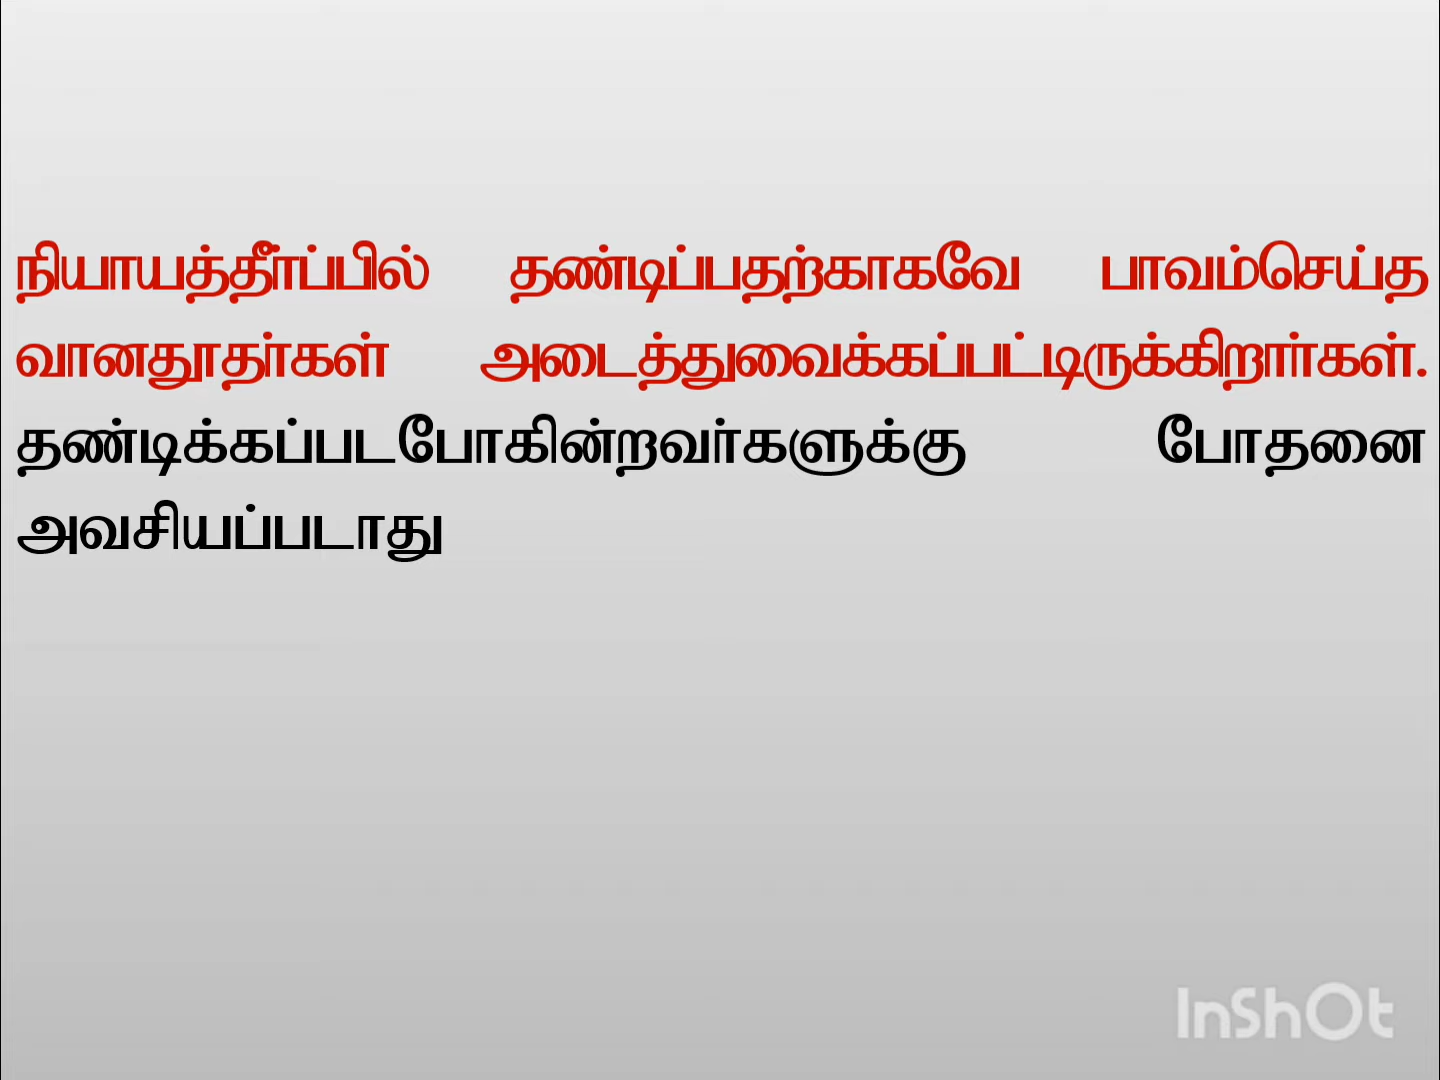 நியாயத்தீர்ப்பில் தண்டிப்பதற்காகவே பாவம்செய்த
வானதூதர்கள் அடைத்துவைக்கப்பட்டிருக்கிறார்கள்.
தண்டிக்கப்படபோகின்றவர்களுக்கு போதனை
அவசியப்படாது
InShOt